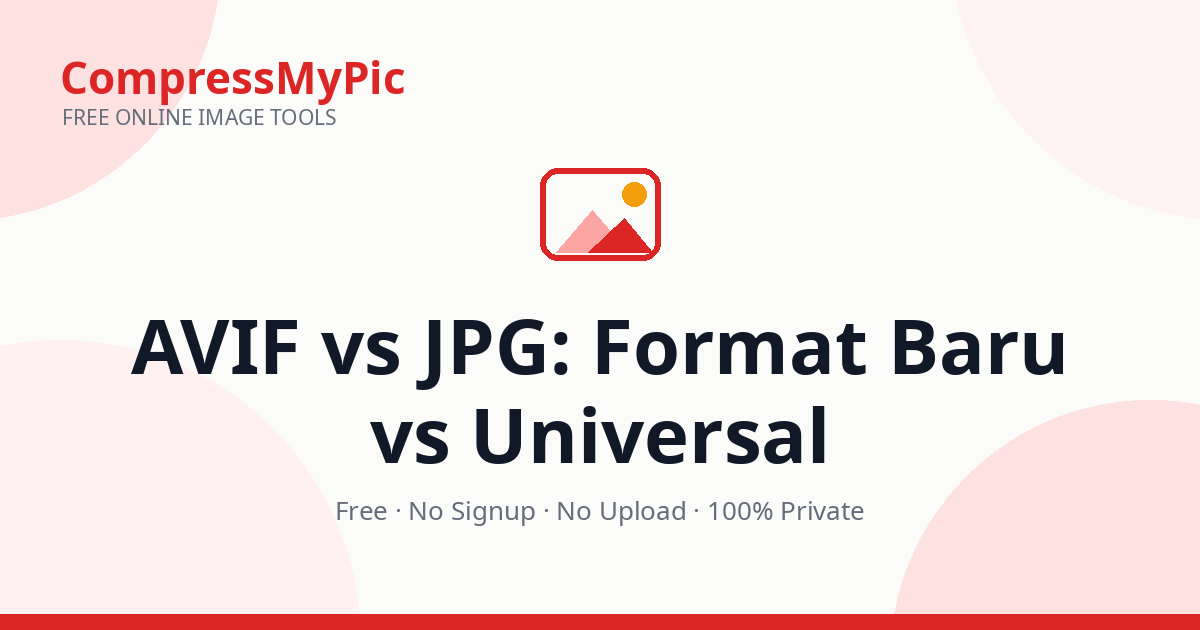 CompressMyPic
FREE ONLINE IMAGE TOOLS
AVIF vs JPG: Format Baru
vs Universal
Free · No Signup · No Upload · 100% Private